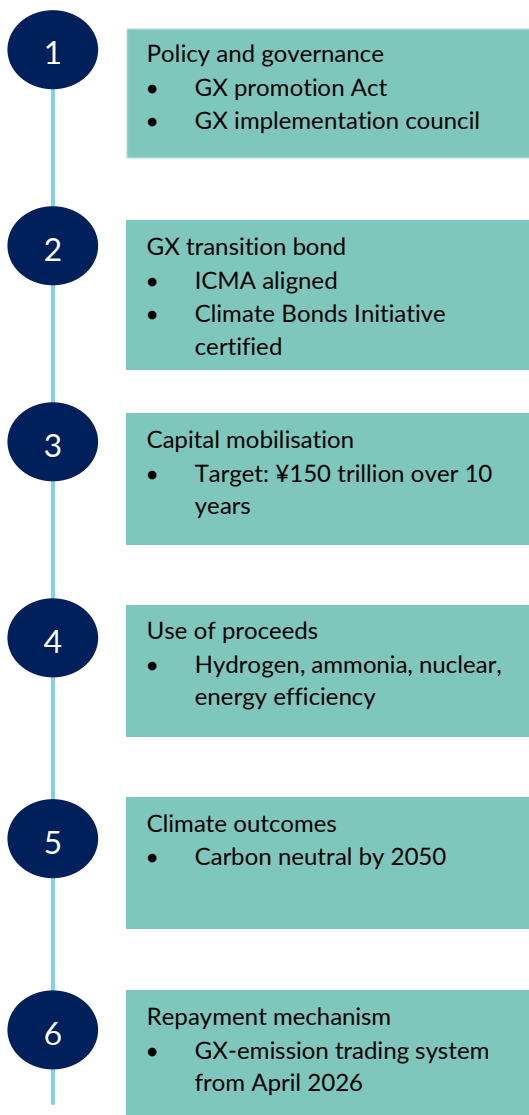 1
Policy and governance
• GX promotion Act
• GX implementation council
2
GX transition bond
• ICMA aligned
• Climate Bonds Initiative
certified
3
Capital mobilisation
• Target: ¥150 trillion over 10
years
4
Use of proceeds
• Hydrogen, ammonia, nuclear,
energy efficiency
5
Climate outcomes
• Carbon neutral by 2050
6
Repayment mechanism
• GX-emission trading system
from April 2026